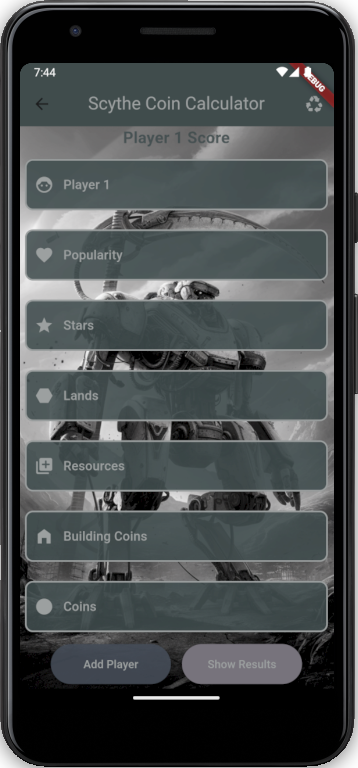 7:44
DEBUG
Scythe Coin Calculator
Player 1 Score
Player 1
Popularity
Stars
Lands
Resources
Building Coins
Coins
Add Player
Show Results